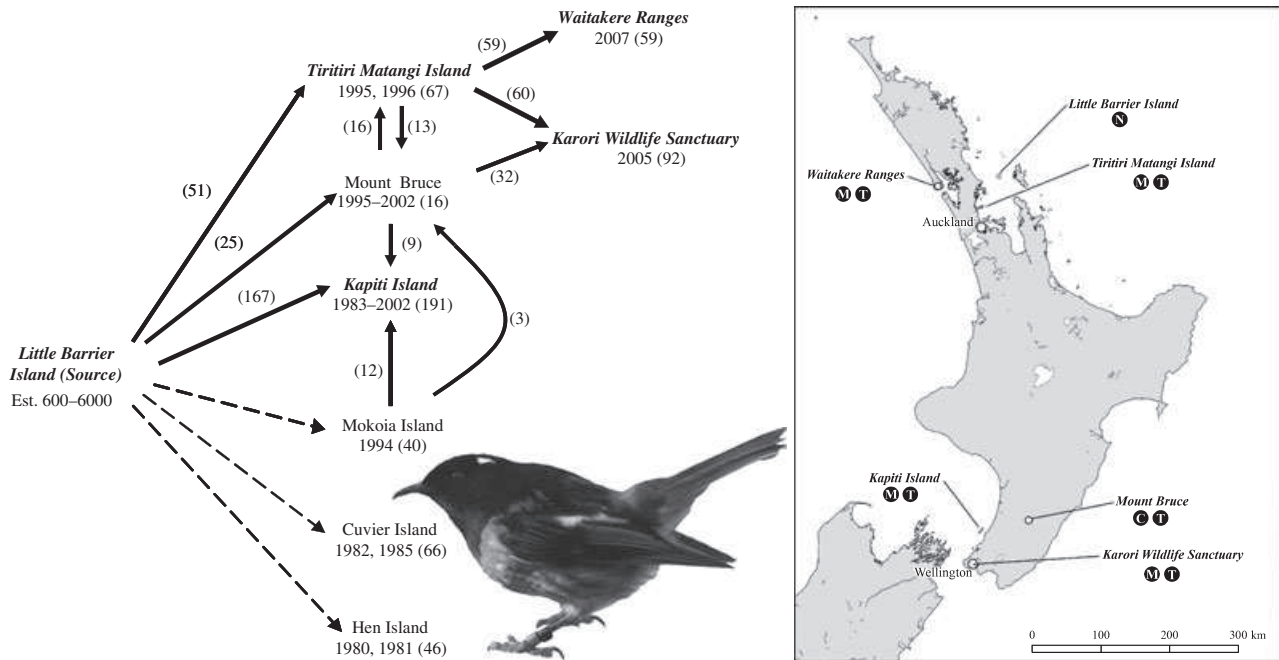 Waitakere Ranges
2007 (59)
(59)
Tiritiri Matangi Island
1995, 1996 (67)
(60)
(16)
(13)
Karori Wildlife Sanctuary
2005 (92)
(32)
(51)
Mount Bruce
1995–2002 (16)
(25)
(9)
(167)
Kapiti Island
1983–2002 (191)
(3)
Little Barrier
Island (Source)
Est. 600–6000
(12)
Mokoia Island
1994 (40)
Cuvier Island
1982, 1985 (66)
Hen Island
1980, 1981 (46)
Little Barrier Island
N
Tiritiri Matangi Island
M T
Waitakere Ranges
M T
Auckland
Kapiti Island
M T
Mount Bruce
C T
Karori Wildlife Sanctuary
M T
Wellington
0 100 200 300 km